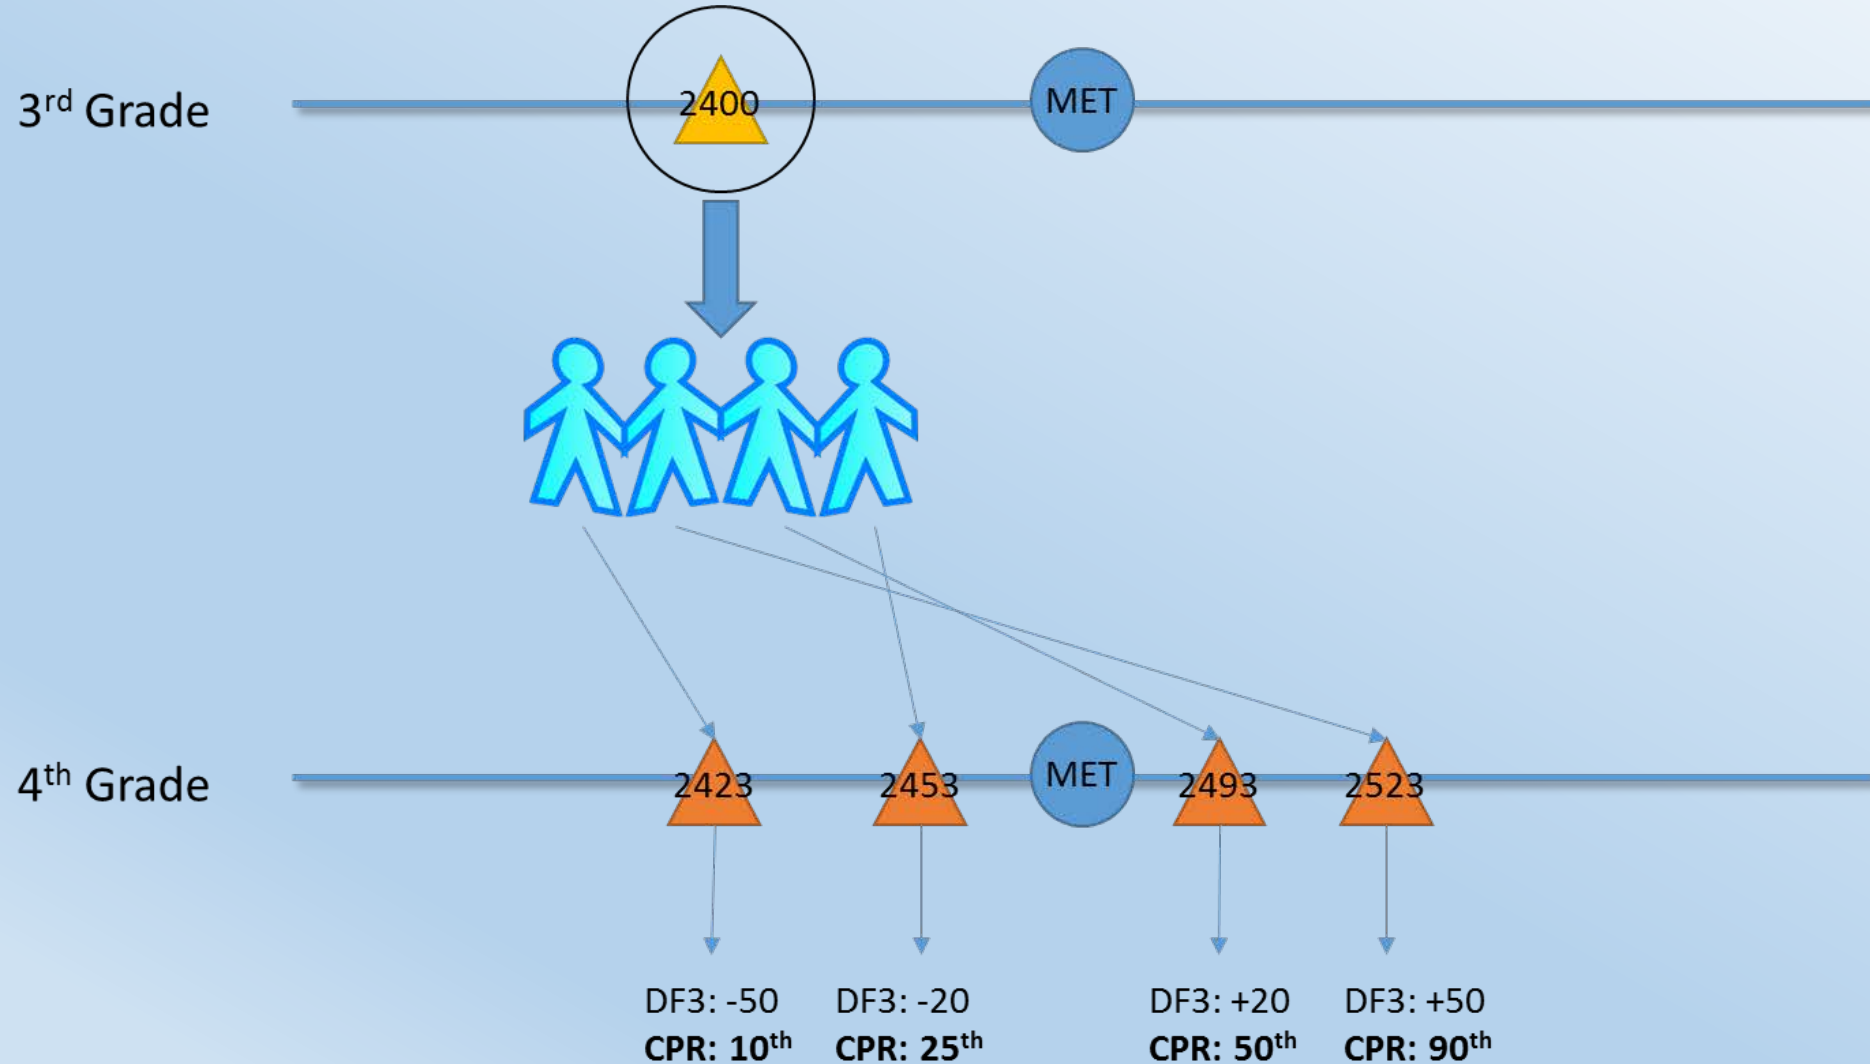 3rd Grade
2400
MET
4th Grade
2423
2453
MET
2493
2523
DF3: -50
CPR: 10th
DF3: -20
CPR: 25th
DF3: +20
CPR: 50th
DF3: +50
CPR: 90th